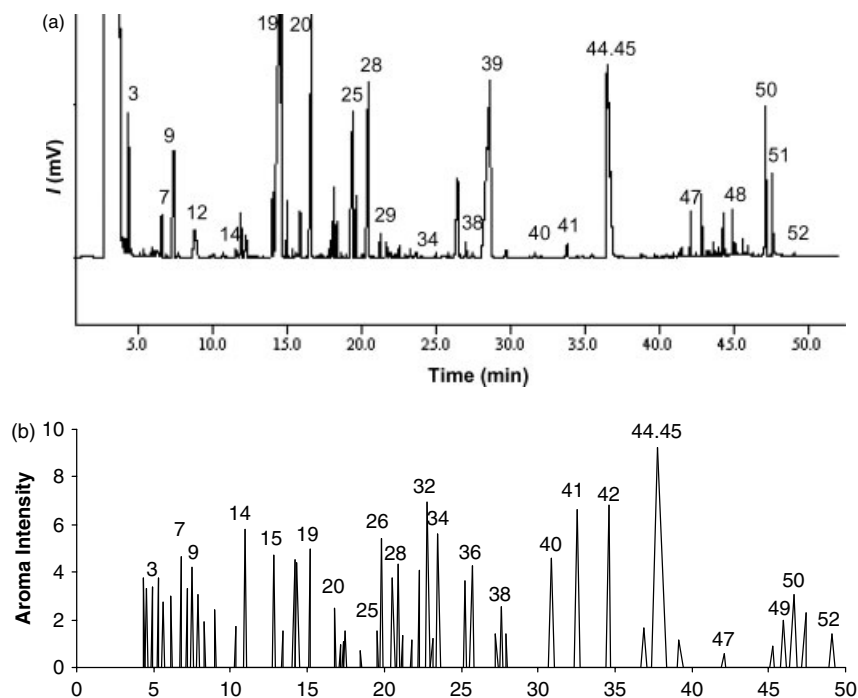 (a)
19 20
3 9 7 12 14 25 28 29 34 38 39 40 41 44.45 47 48 50 51 52
I (mV)
5.0 10.0 15.0 20.0 25.0 30.0 35.0 40.0 45.0 50.0
Time (min)
(b)
Aroma Intensity
10
8
6
4
2
0
3 7 9 14 15 19 20 25 26 28 32 34 36 38 40 41 42 44.45 47 49 50 52
0 5 10 15 20 25 30 35 40 45 50